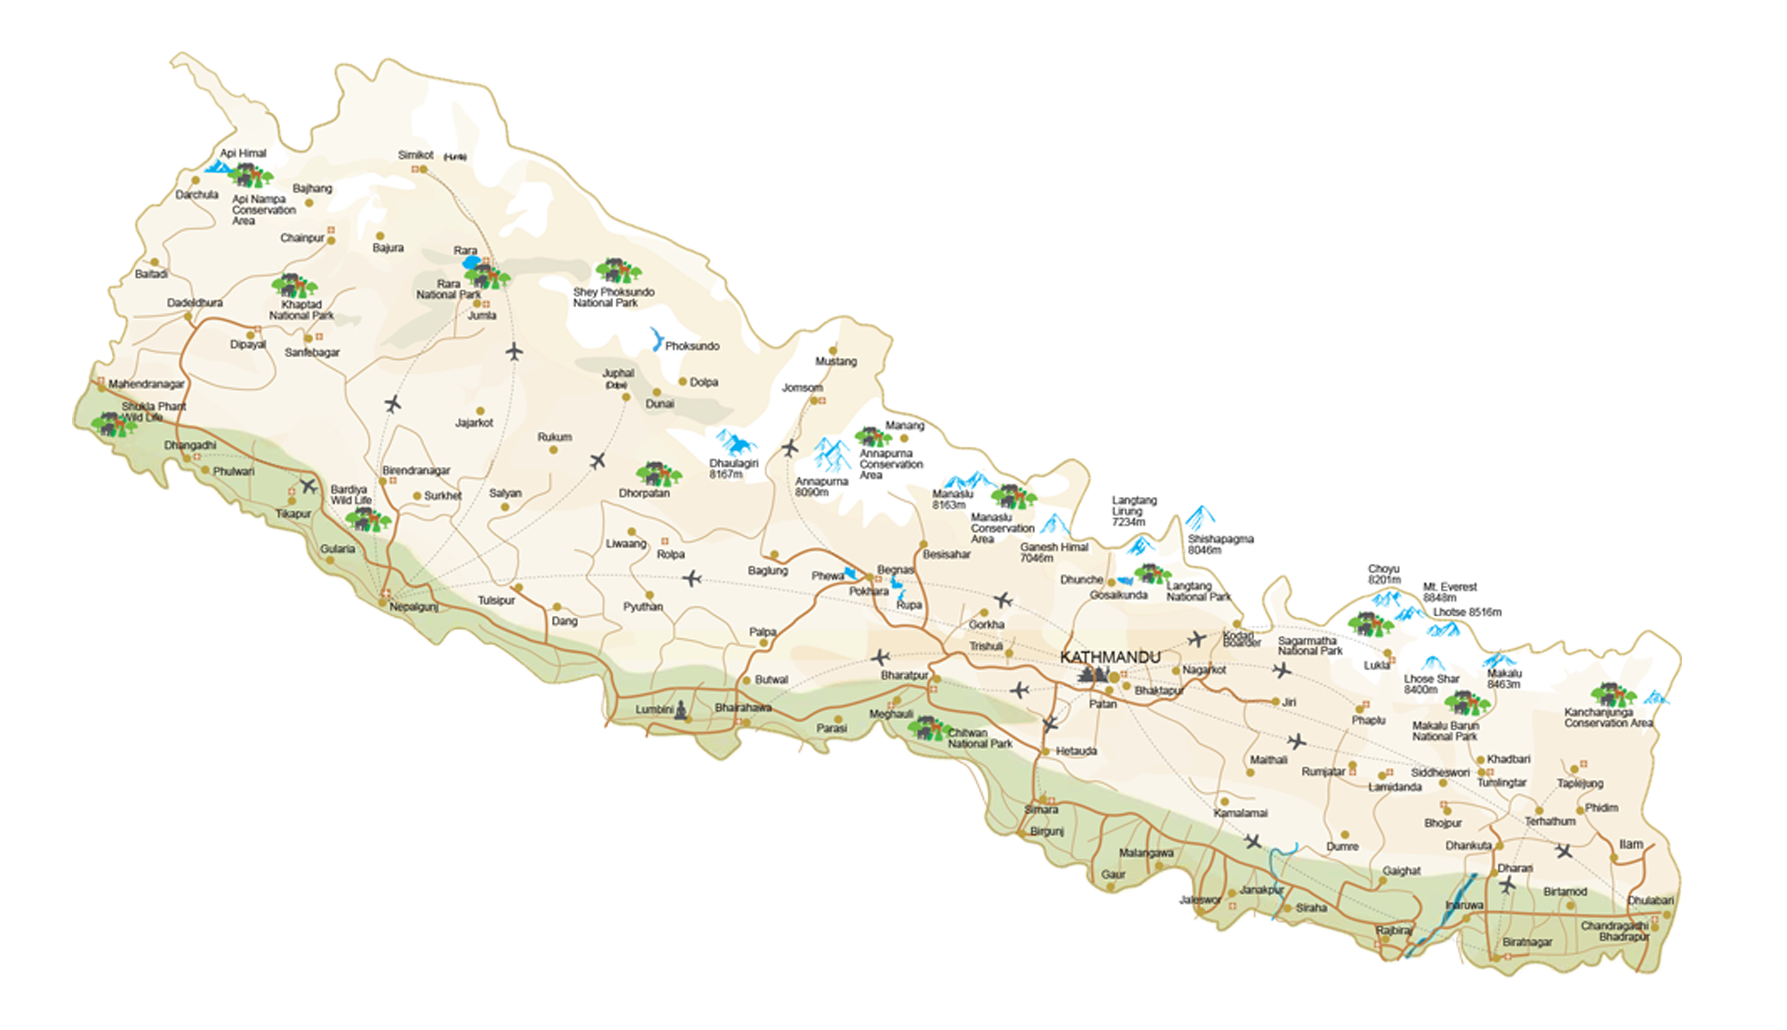 Api Himal
Darchula
Api Nampa
Conservation
Area
Bajhang
Simikot (Humla)
Chainpur
Bajura
Baitadi
Rara
Rara
National Park
Jumla
Khaptad
National Park
Dadeldhura
Dipayal
Sanfebagar
Shey Phoksundo
National Park
Phoksundo
Juphal
(Dolpa)
Dolpa
Dunai
Mustang
Jomsom
Mahendranagar
Shukla Phant
Wild Life
Dhangadhi
Phulwari
Tikapur
Jajarkot
Rukum
Birendranagar
Surkhet
Bardiya
Wild Life
Salyan
Gularia
Nepalgunj
Dhorpatan
Dhaulagiri
8167m
Annapurna
8090m
Manang
Annapurna
Conservation
Area
Manaslu
8163m
Manaslu
Conservation
Area
Ganesh Himal
7046m
Langtang
Lirung
7234m
Shishapagma
8046m
Liwaang
Rolpa
Baglung
Besisahar
Phewa
Begnas
Pokhara
Rupa
Dhunche
Gosaikunda
Langtang
National Park
Tulsipur
Dang
Pyuthan
Palpa
Gorkha
Trishuli
Kodari
Boarder
Choyu
8201m
Mt. Everest
8848m
Lhotse 8516m
Sagarmatha
National Park
Lukla
KATHMANDU
Nagarkot
Bhaktapur
Patan
Jiri
Lhose Shar
8400m
Makalu
8463m
Makalu Barun
National Park
Kanchanjunga
Conservation Area
Butwal
Lumbini
Bhairahawa
Parasi
Bharatpur
Meghauli
Chitwan
National Park
Hetauda
Phaplu
Maithali
Rumjatar
Lamidanda
Siddheswori
Khadbari
Tumlingtar
Taplejung
Simara
Birgunj
Kamalamai
Bhojpur
Terhathum
Phidim
Dumre
Dhankuta
Ilam
Malangawa
Gaur
Gaighat
Dharan
Jaleswor
Janakpur
Siraha
Inaruwa
Birtamod
Dhulabari
Rajbiraj
Biratnagar
Chandragadhi
Bhadrapur